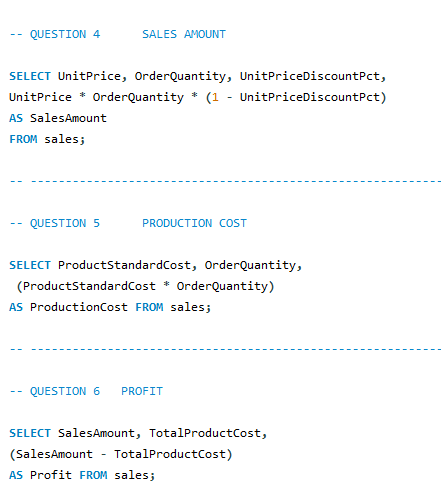 -- QUESTION 4      SALES AMOUNT
SELECT UnitPrice, OrderQuantity, UnitPriceDiscountPct,
UnitPrice * OrderQuantity * (1 - UnitPriceDiscountPct)
AS SalesAmount
FROM sales;
-- -----------------------------------------------------------
-- QUESTION 5      PRODUCTION COST
SELECT ProductStandardCost, OrderQuantity,
 (ProductStandardCost * OrderQuantity)
AS ProductionCost FROM sales;
-- -----------------------------------------------------------
-- QUESTION 6   PROFIT
SELECT SalesAmount, TotalProductCost,
(SalesAmount - TotalProductCost)
AS Profit FROM sales;